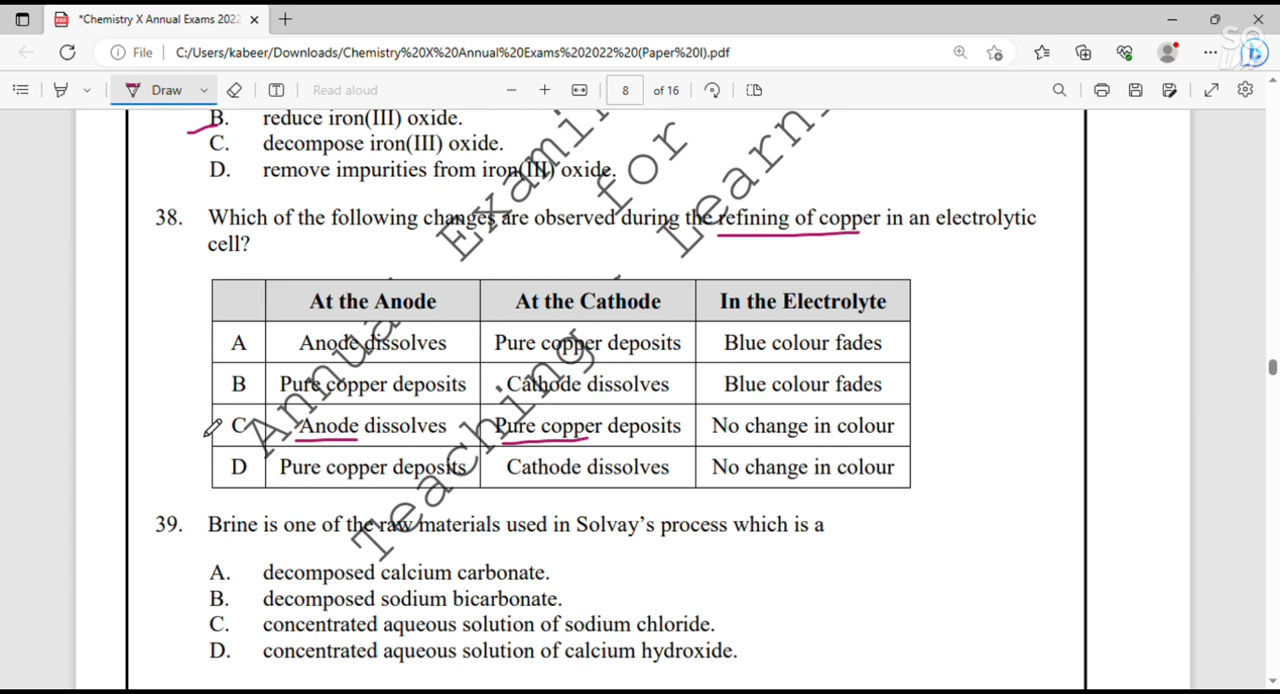 *Chemistry X Annual Exams 2022
File C:/Users/kabeer/Downloads/Chemistry%20X%20Annual%20Exams%202022%20(Paper%20I).pdf
Draw Read aloud 8 of 16
B. reduce iron(III) oxide.
C. decompose iron(III) oxide.
D. remove impurities from iron(III) oxide.
38. Which of the following changes are observed during the refining of copper in an electrolytic
cell?
At the Anode At the Cathode In the Electrolyte
A Anode dissolves Pure copper deposits Blue colour fades
B Pure copper deposits Cathode dissolves Blue colour fades
C Anode dissolves Pure copper deposits No change in colour
D Pure copper deposits Cathode dissolves No change in colour
39. Brine is one of the raw materials used in Solvay’s process which is a
A. decomposed calcium carbonate.
B. decomposed sodium bicarbonate.
C. concentrated aqueous solution of sodium chloride.
D. concentrated aqueous solution of calcium hydroxide.
for
Teaching